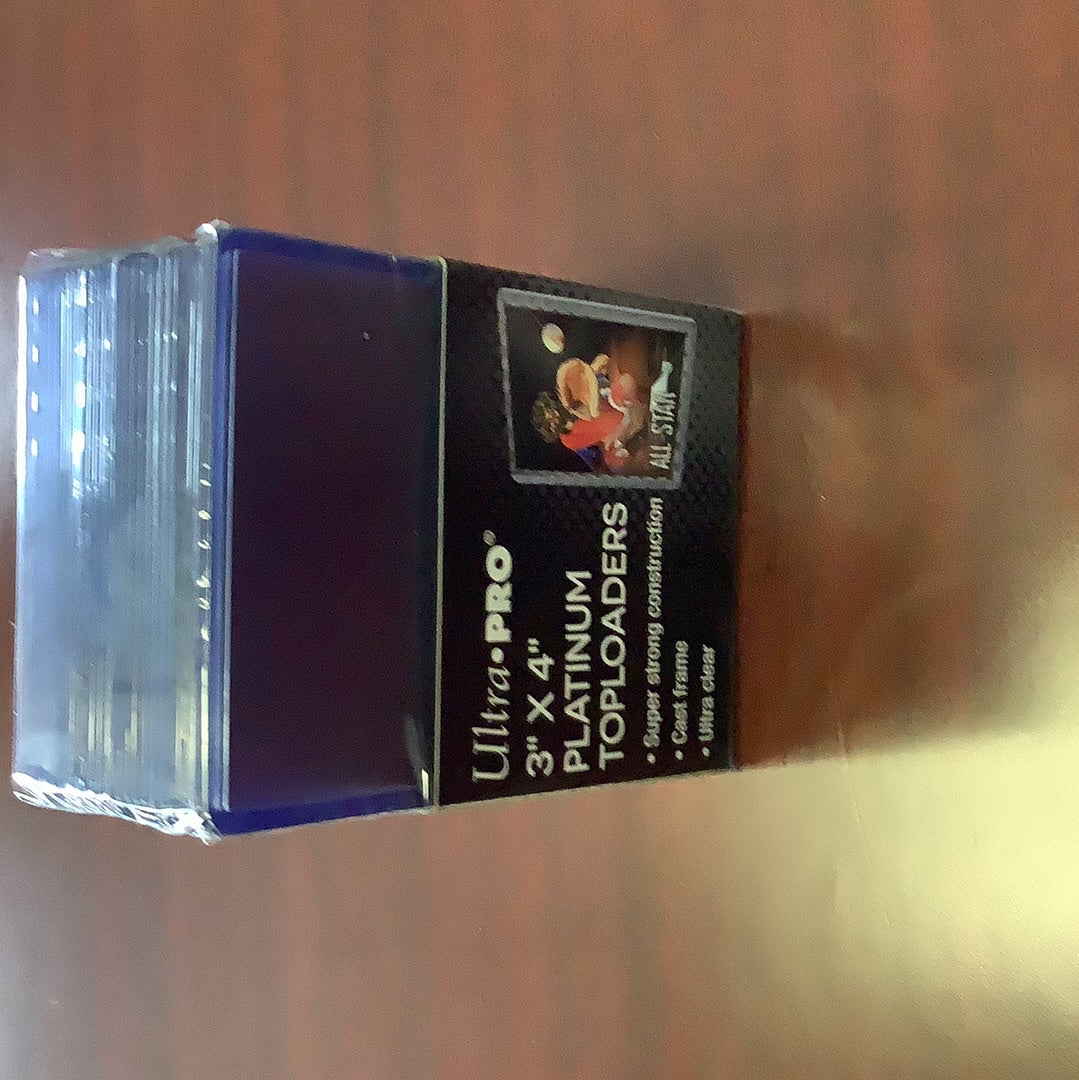 Ultra•PRO®
3" X 4"
PLATINUM
TOPLOADERS
• Super strong construction
• Cast frame
• Ultra clear
ALL-STAR